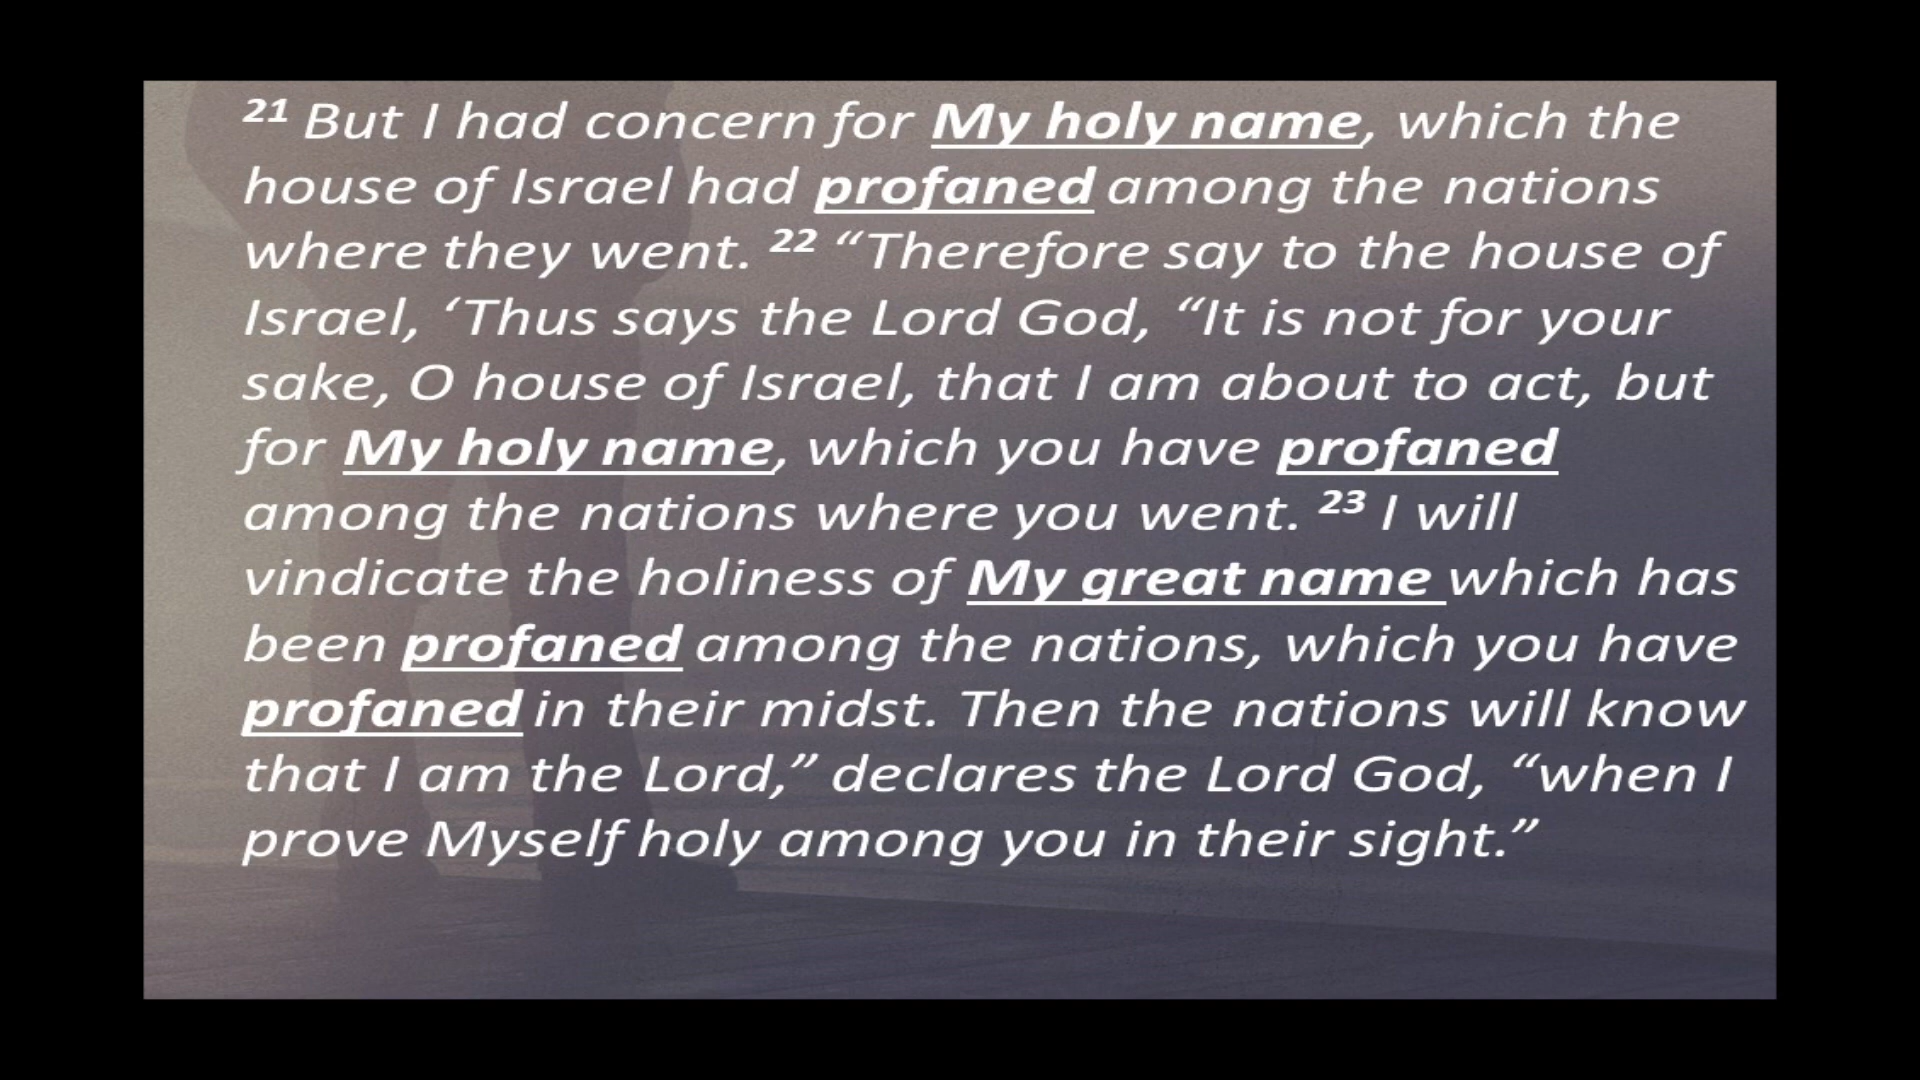 21 But I had concern for My holy name, which the
house of Israel had profaned among the nations
where they went. 22 “Therefore say to the house of
Israel, ‘Thus says the Lord God, “It is not for your
sake, O house of Israel, that I am about to act, but
for My holy name, which you have profaned
among the nations where you went. 23 I will
vindicate the holiness of My great name which has
been profaned among the nations, which you have
profaned in their midst. Then the nations will know
that I am the Lord,” declares the Lord God, “when I
prove Myself holy among you in their sight.”